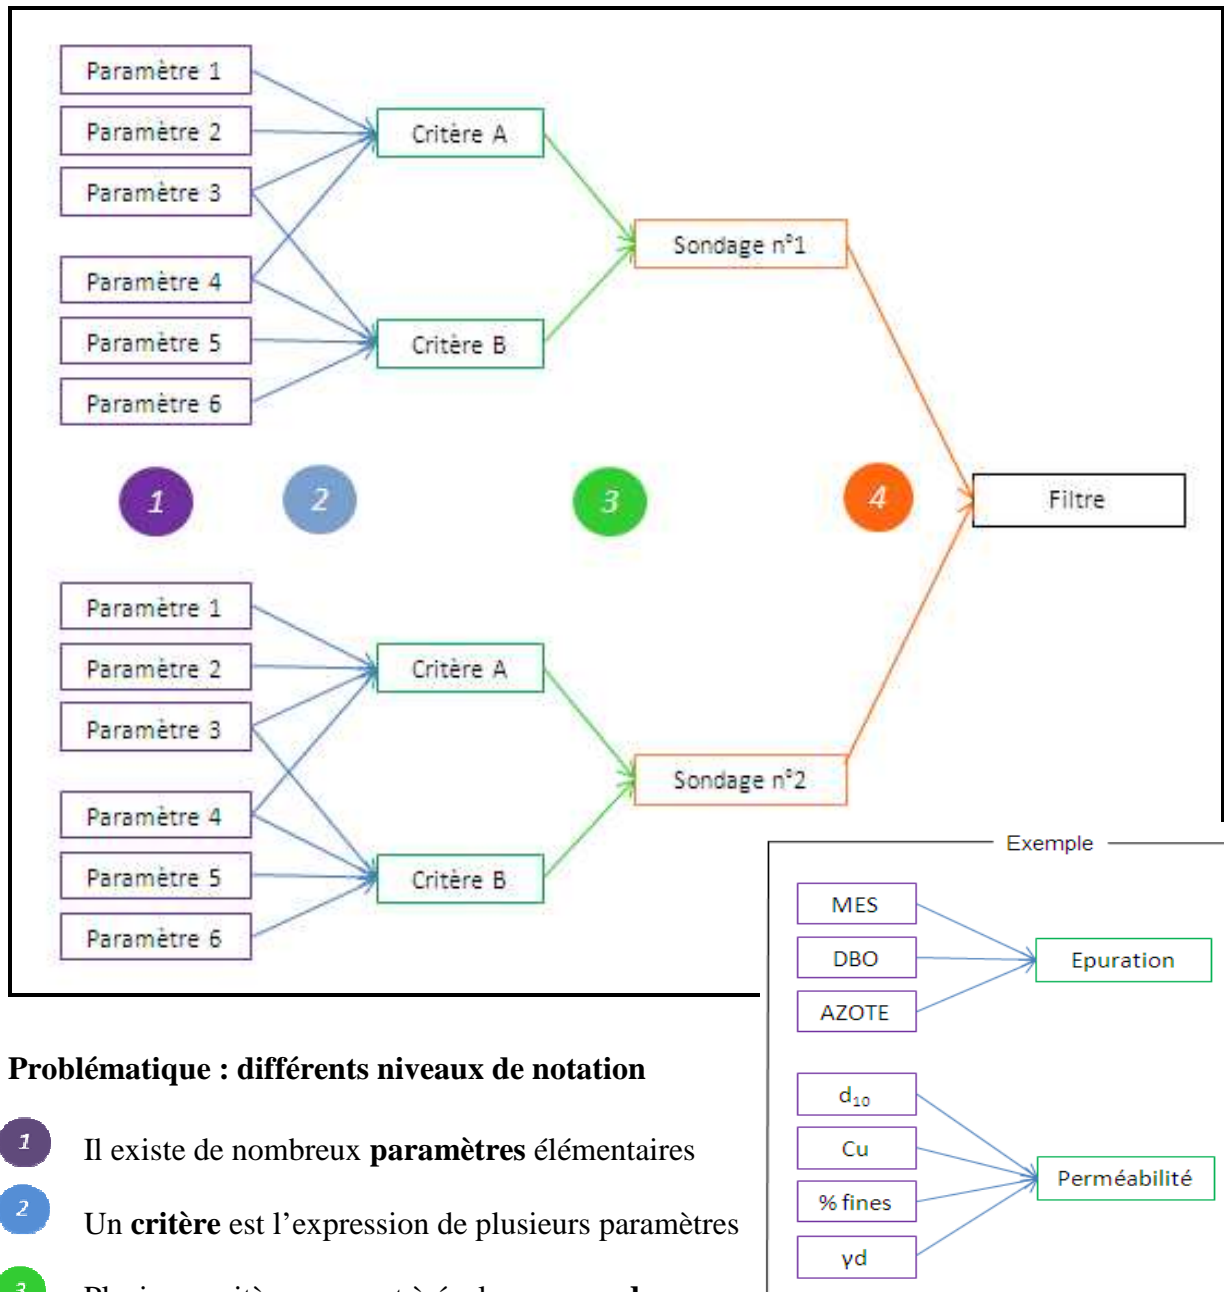 Paramètre 1
Paramètre 2
Paramètre 3
Paramètre 4
Paramètre 5
Paramètre 6
Critère A
Critère B
Sondage n°1
1
2
3
4
Filtre
Paramètre 1
Paramètre 2
Paramètre 3
Paramètre 4
Paramètre 5
Paramètre 6
Critère A
Critère B
Sondage n°2
Exemple
MES
DBO
AZOTE
Epuration
d₁₀
Cu
% fines
γd
Perméabilité
Problématique : différents niveaux de notation
1 Il existe de nombreux paramètres élémentaires
2 Un critère est l’expression de plusieurs paramètres
3